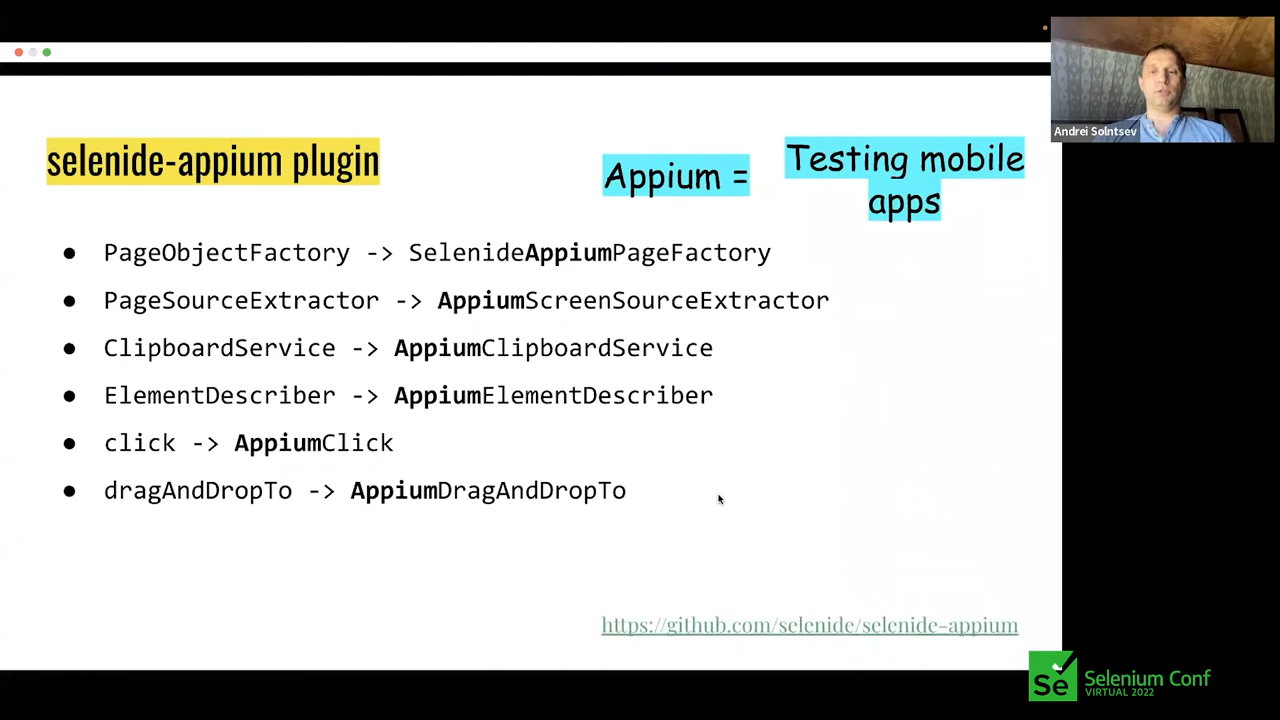 Andrei Solntsev
selenide-appium plugin
Appium =
Testing mobile
apps
● PageObjectFactory -> SelenideAppiumPageFactory
● PageSourceExtractor -> AppiumScreenSourceExtractor
● ClipboardService -> AppiumClipboardService
● ElementDescriber -> AppiumElementDescriber
● click -> AppiumClick
● dragAndDropTo -> AppiumDragAndDropTo
https://github.com/selenide/selenide-appium
Se Selenium Conf
VIRTUAL 2022